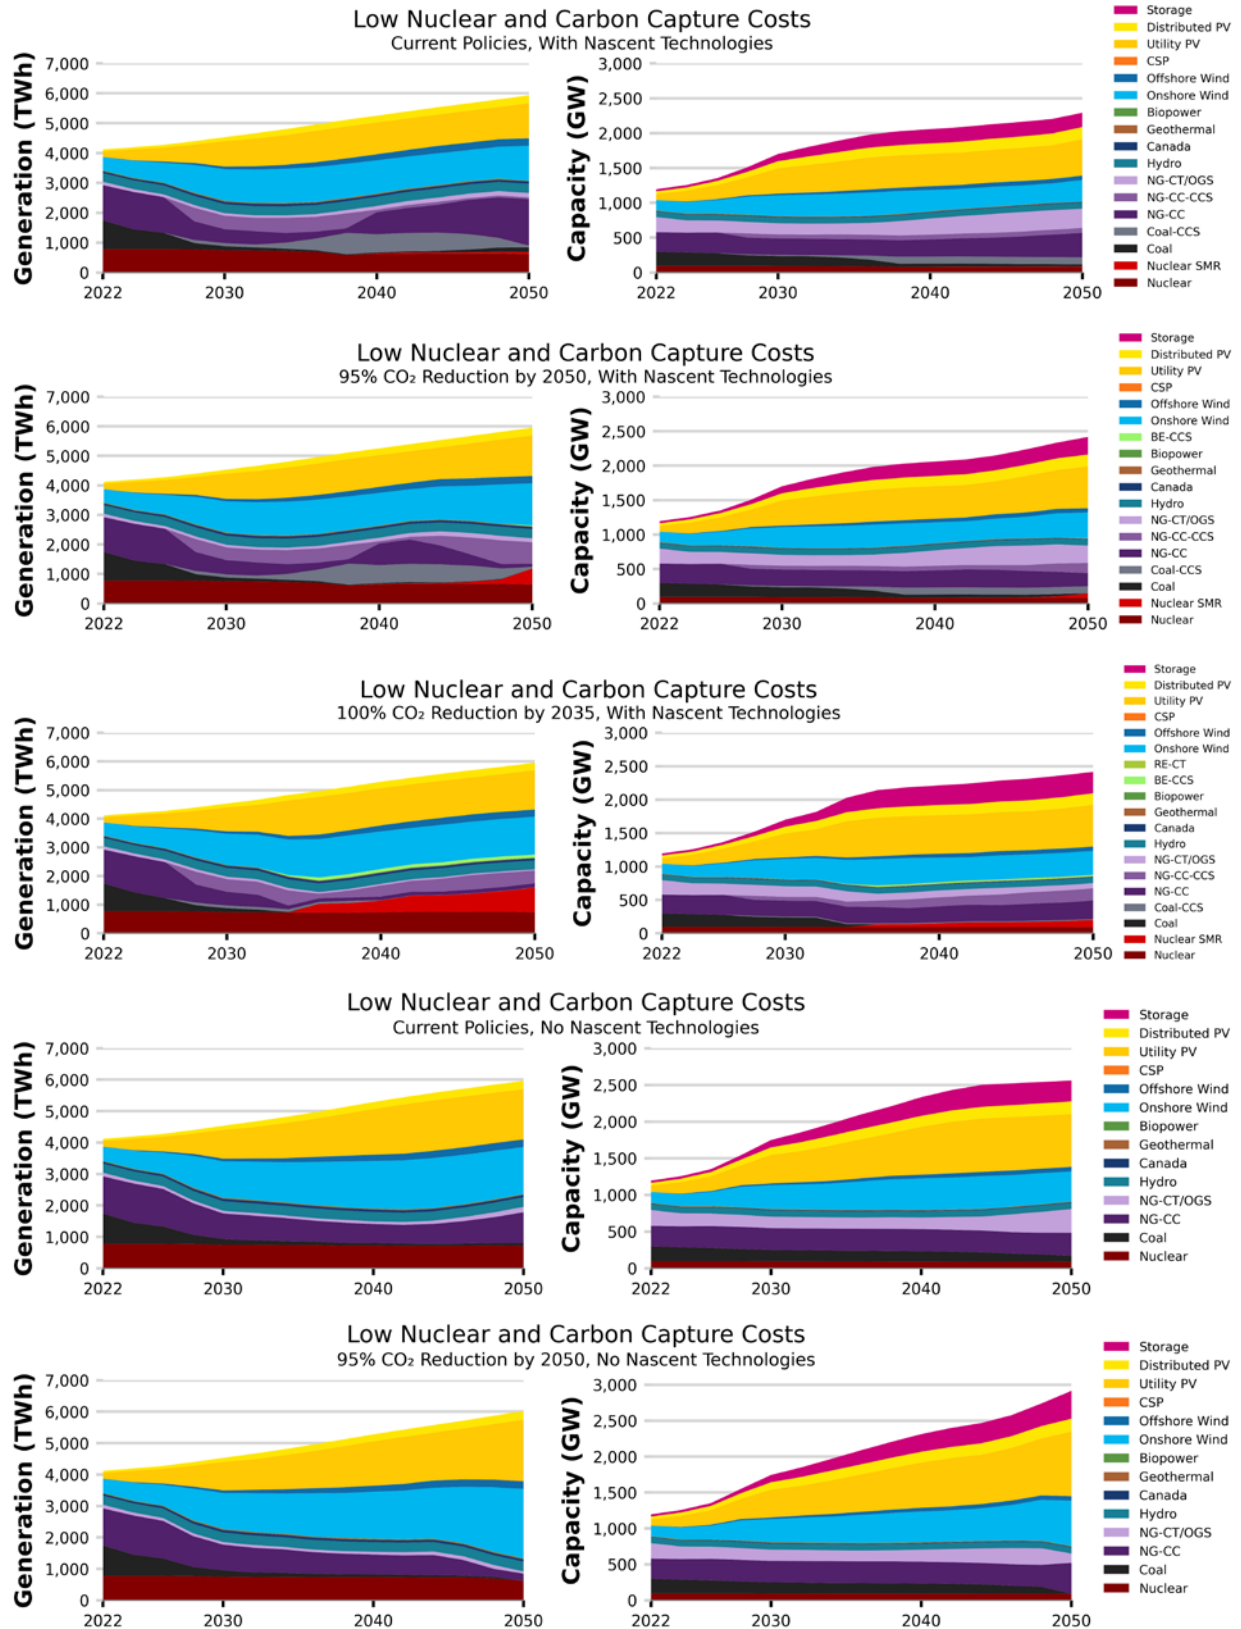 Low Nuclear and Carbon Capture Costs
Current Policies, With Nascent Technologies
Generation (TWh)
7,000
6,000
5,000
4,000
3,000
2,000
1,000
0
2022
2030
2040
2050
Capacity (GW)
3,000
2,500
2,000
1,500
1,000
500
0
2022
2030
2040
2050
Storage
Distributed PV
Utility PV
CSP
Offshore Wind
Onshore Wind
Biopower
Geothermal
Canada
Hydro
NG-CT/OGS
NG-CC-CCS
NG-CC
Coal-CCS
Coal
Nuclear SMR
Nuclear
Low Nuclear and Carbon Capture Costs
95% CO₂ Reduction by 2050, With Nascent Technologies
Generation (TWh)
7,000
6,000
5,000
4,000
3,000
2,000
1,000
0
2022
2030
2040
2050
Capacity (GW)
3,000
2,500
2,000
1,500
1,000
500
0
2022
2030
2040
2050
Storage
Distributed PV
Utility PV
CSP
Offshore Wind
Onshore Wind
BE-CCS
Biopower
Geothermal
Canada
Hydro
NG-CT/OGS
NG-CC-CCS
NG-CC
Coal-CCS
Coal
Nuclear SMR
Nuclear
Low Nuclear and Carbon Capture Costs
100% CO₂ Reduction by 2035, With Nascent Technologies
Generation (TWh)
7,000
6,000
5,000
4,000
3,000
2,000
1,000
0
2022
2030
2040
2050
Capacity (GW)
3,000
2,500
2,000
1,500
1,000
500
0
2022
2030
2040
2050
Storage
Distributed PV
Utility PV
CSP
Offshore Wind
Onshore Wind
RE-CT
BE-CCS
Biopower
Geothermal
Canada
Hydro
NG-CT/OGS
NG-CC-CCS
NG-CC
Coal-CCS
Coal
Nuclear SMR
Nuclear
Low Nuclear and Carbon Capture Costs
Current Policies, No Nascent Technologies
Generation (TWh)
7,000
6,000
5,000
4,000
3,000
2,000
1,000
0
2022
2030
2040
2050
Capacity (GW)
3,000
2,500
2,000
1,500
1,000
500
0
2022
2030
2040
2050
Storage
Distributed PV
Utility PV
CSP
Offshore Wind
Onshore Wind
Biopower
Geothermal
Canada
Hydro
NG-CT/OGS
NG-CC
Coal
Nuclear
Low Nuclear and Carbon Capture Costs
95% CO₂ Reduction by 2050, No Nascent Technologies
Generation (TWh)
7,000
6,000
5,000
4,000
3,000
2,000
1,000
0
2022
2030
2040
2050
Capacity (GW)
3,000
2,500
2,000
1,500
1,000
500
0
2022
2030
2040
2050
Storage
Distributed PV
Utility PV
CSP
Offshore Wind
Onshore Wind
Biopower
Geothermal
Canada
Hydro
NG-CT/OGS
NG-CC
Coal
Nuclear